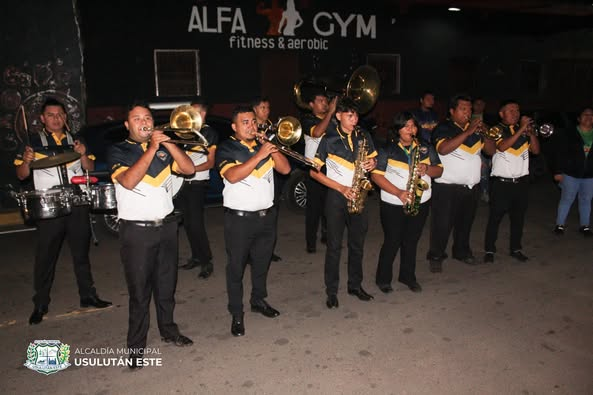 ALFA GYM
fitness & aerobic
ALCALDÍA MUNICIPAL
USULUTÁN ESTE